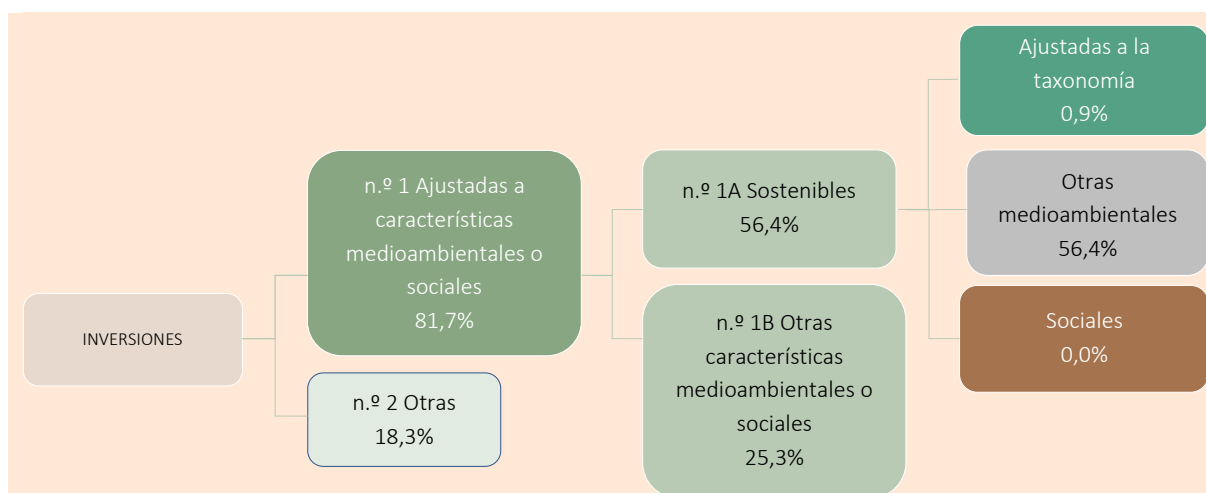 INVERSIONES
n.º 1 Ajustadas a
características
medioambientales o
sociales
81,7%
n.º 2 Otras
18,3%
n.º 1A Sostenibles
56,4%
n.º 1B Otras
características
medioambientales o
sociales
25,3%
Ajustadas a la
taxonomía
0,9%
Otras
medioambientales
56,4%
Sociales
0,0%